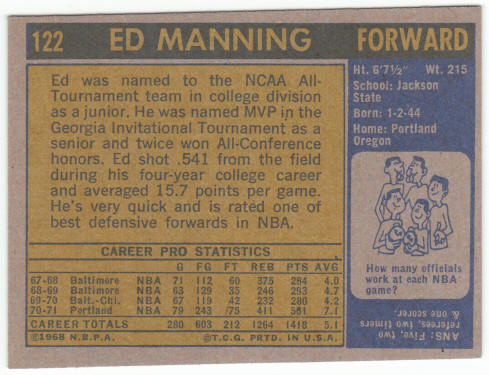 122 ED MANNING FORWARD
Ed was named to the NCAA All-
Tournament team in college division
as a junior. He was named MVP in the
Georgia Invitational Tournament as a
senior and twice won All-Conference
honors. Ed shot .541 from the field
during his four-year college career
and averaged 15.7 points per game.
He's very quick and is rated one of
best defensive forwards in NBA.
CAREER PRO STATISTICS
G FG FT REB PTS AVG
67-68 Baltimore NBA 71 112 60 375 284 4.0
68-69 Baltimore NBA 63 129 35 246 293 4.7
69-70 Balt.-Chi. NBA 67 119 42 232 280 4.2
70-71 Portland NBA 79 243 75 411 561 7.1
CAREER TOTALS 280 603 212 1264 1418 5.1
©1968 N.B.P.A. ©T.C.G. PRTD. IN U.S.A.
Ht. 6'7½" Wt. 215
School: Jackson
State
Born: 1-2-44
Home: Portland
Oregon
How many officials
work at each NBA
game?
ANS: Five, two
referees, two timers
& one scorer.